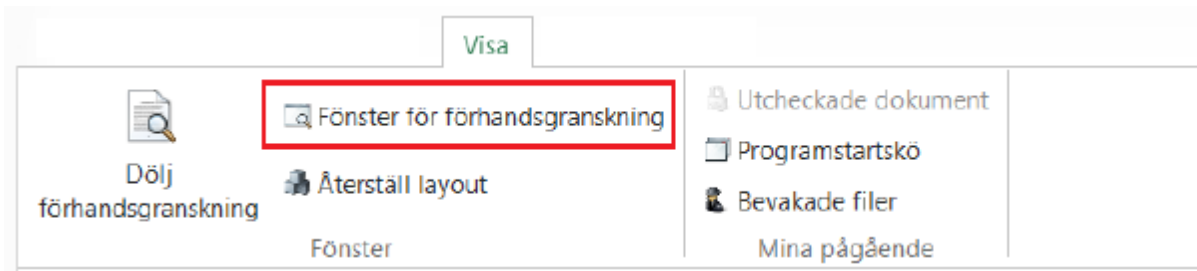 Visa
Dölj
förhandsgranskning
Fönster för förhandsgranskning
Återställ layout
Fönster
Utcheckade dokument
Programstartskö
Bevakade filer
Mina pågående